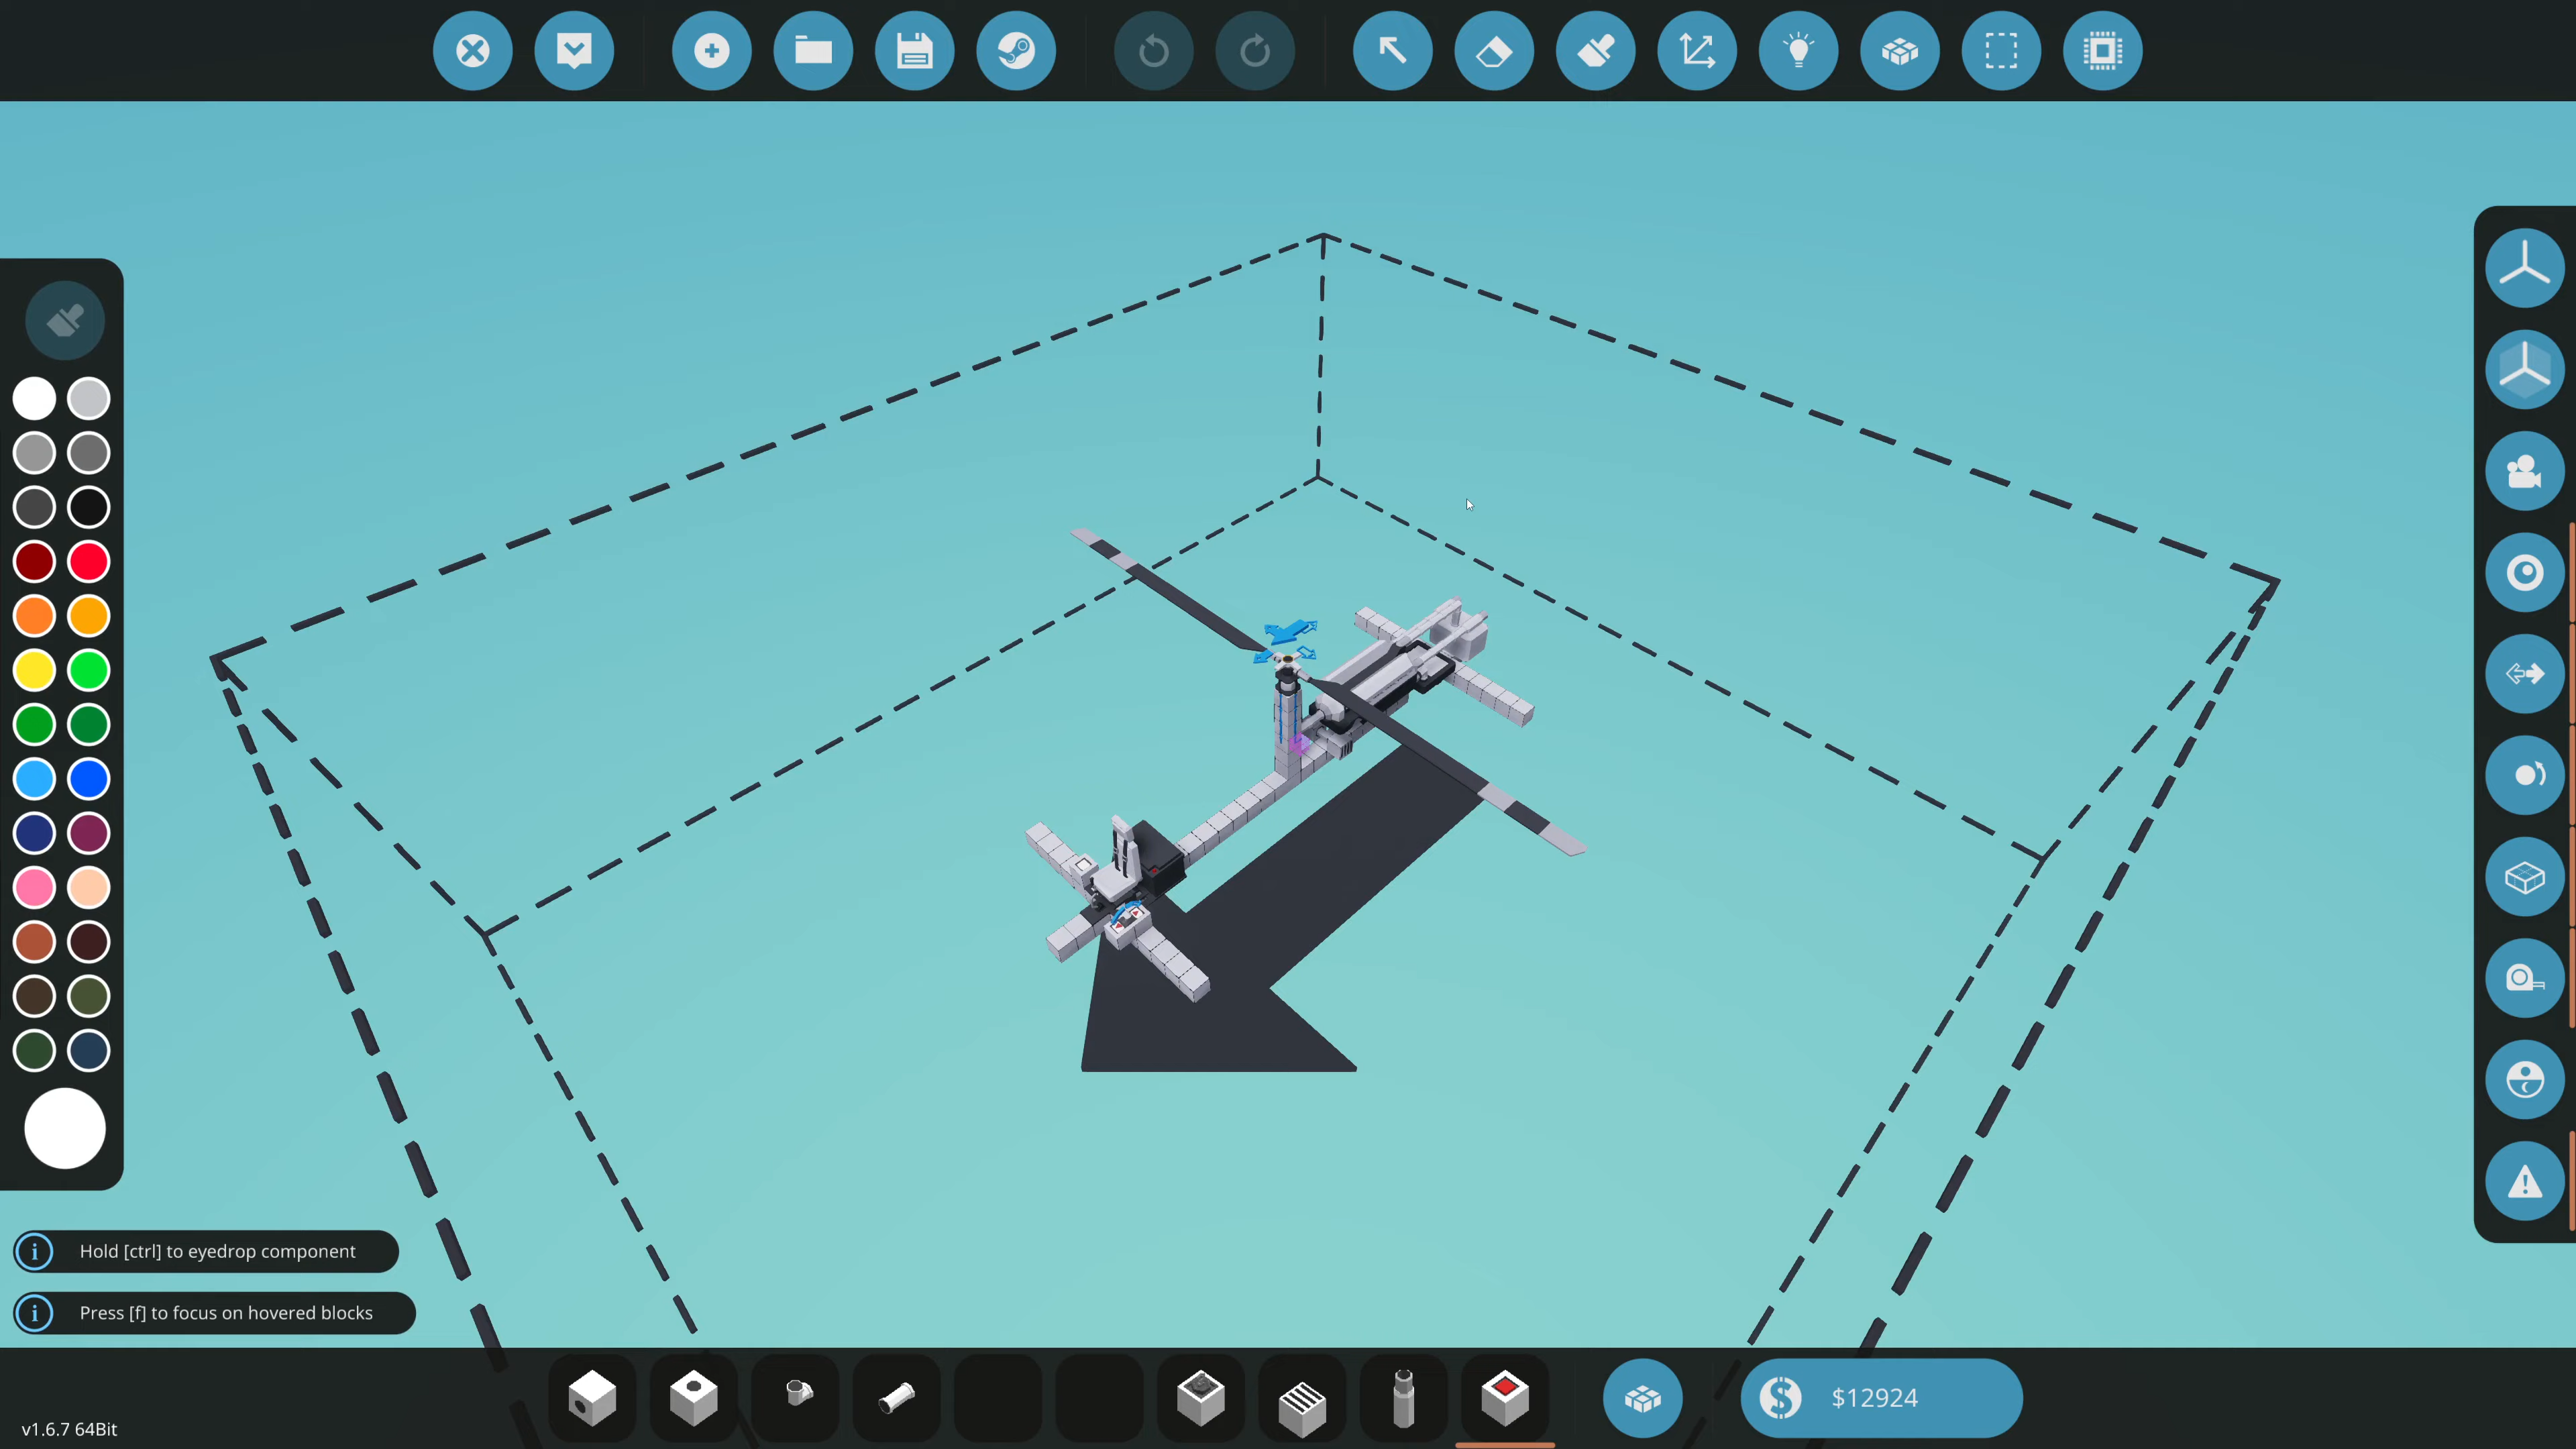 Hold [ctrl] to eyedrop component
Press [f] to focus on hovered blocks
$12924
v1.6.7 64Bit